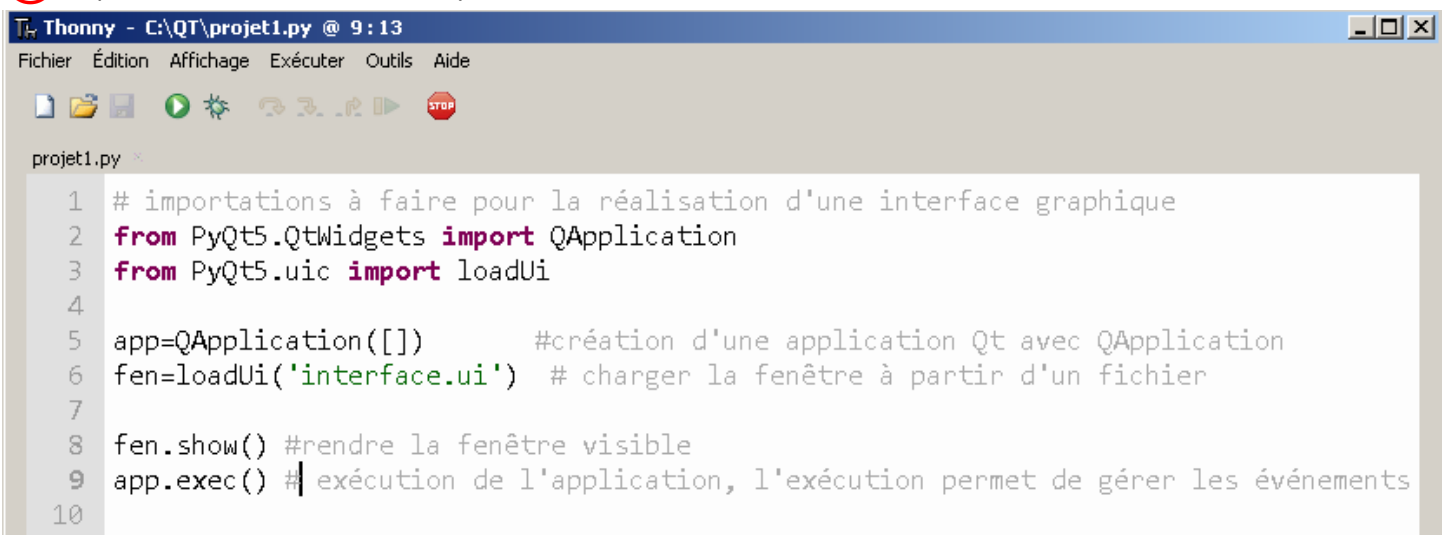 Thonny - C:\QT\projet1.py @ 9:13
Fichier Édition Affichage Exécuter Outils Aide
STOP
projet1.py
1 # importations à faire pour la réalisation d'une interface graphique
2 from PyQt5.QtWidgets import QApplication
3 from PyQt5.uic import loadUi
4
5 app=QApplication([]) #création d'une application Qt avec QApplication
6 fen=loadUi('interface.ui') # charger la fenêtre à partir d'un fichier
7
8 fen.show() #rendre la fenêtre visible
9 app.exec() # exécution de l'application, l'exécution permet de gérer les événements
10